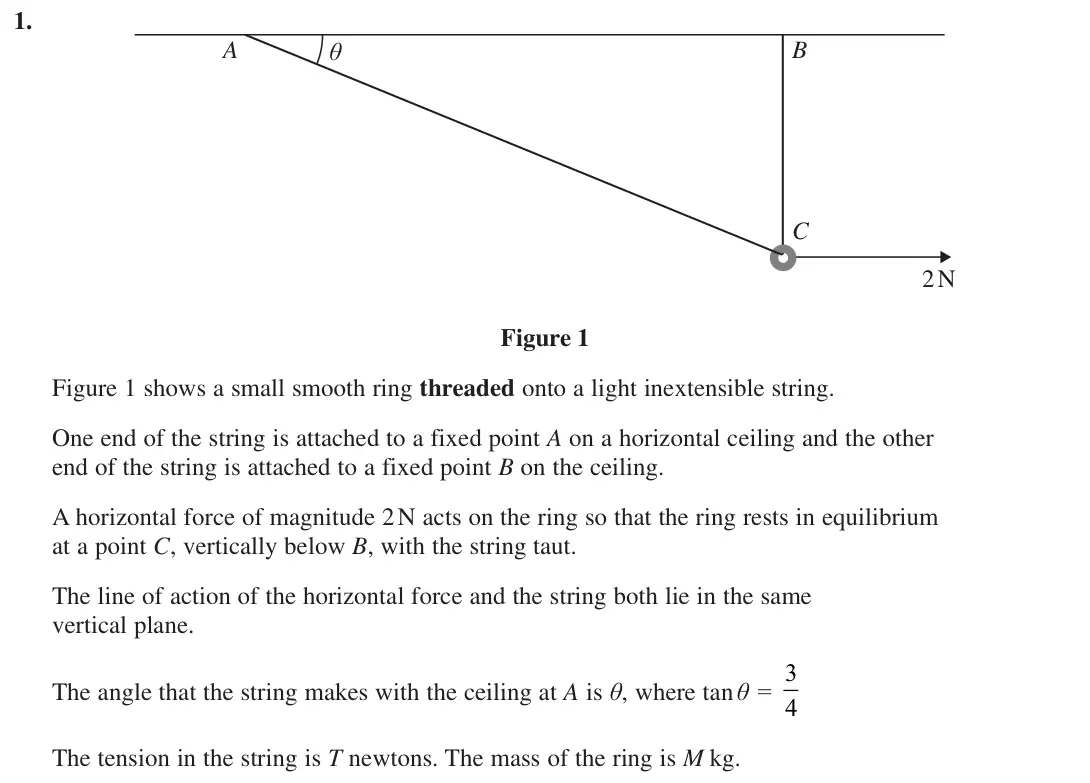 1.
A θ B
C
2 N
Figure 1
Figure 1 shows a small smooth ring threaded onto a light inextensible string.
One end of the string is attached to a fixed point A on a horizontal ceiling and the other
end of the string is attached to a fixed point B on the ceiling.
A horizontal force of magnitude 2 N acts on the ring so that the ring rests in equilibrium
at a point C, vertically below B, with the string taut.
The line of action of the horizontal force and the string both lie in the same
vertical plane.
The angle that the string makes with the ceiling at A is θ, where tan θ = 3/4
The tension in the string is T newtons. The mass of the ring is M kg.